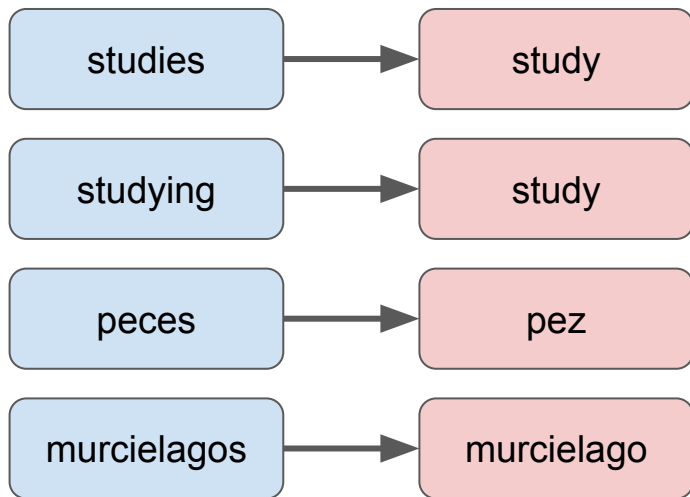 studies study
studying study
peces pez
murcielagos murcielago